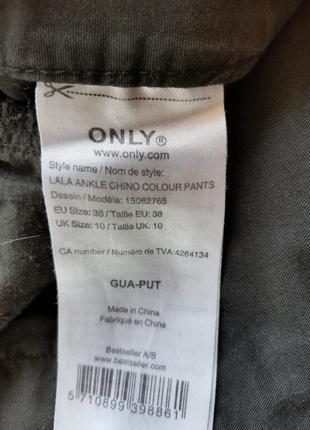 ONLY®
www.only.com
Style name / Nom de style:
LALA ANKLE CHINO COLOUR PANTS
Dessin / Modèle: 15082765
EU Size: 38 / Taille EU: 38
UK Size: 10 / Taille UK: 10
CA number / Numéro de TVA:4264134
GUA-PUT
Made in China
Fabriqué en Chine
Bestseller A/S
www.bestseller.com
5 710899 398861